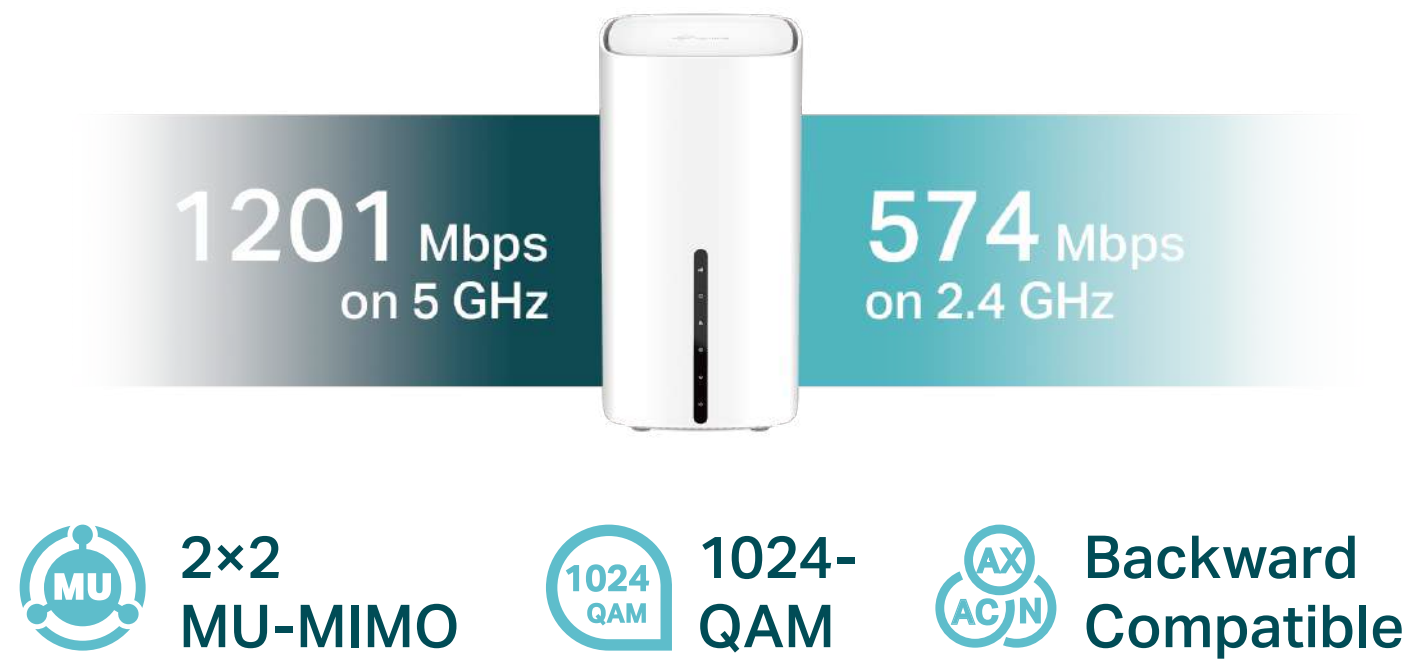 1201 Mbps
on 5 GHz
574 Mbps
on 2.4 GHz
MU
2×2
MU-MIMO
1024
QAM
1024-
QAM
AX
AC N
Backward
Compatible